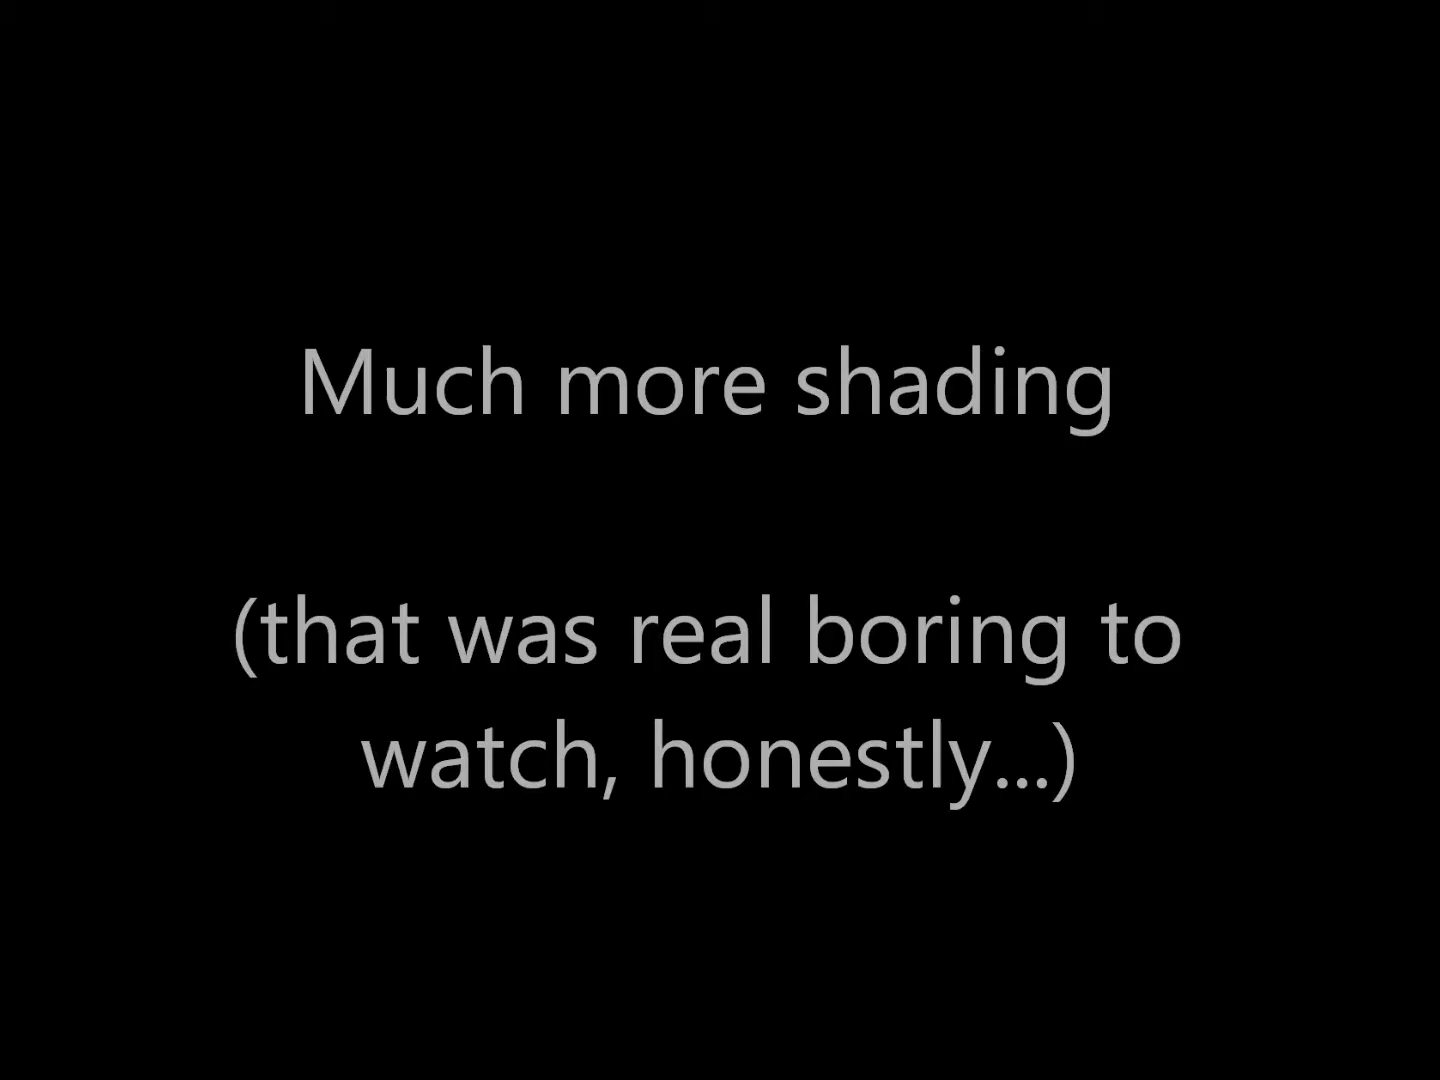 Much more shading
(that was real boring to
watch, honestly...)